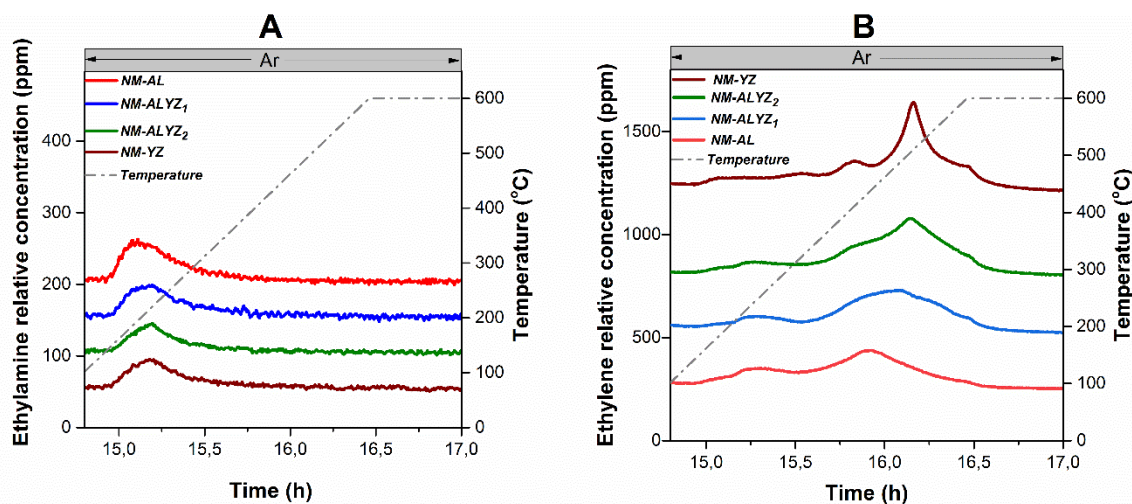 A
Ar
NM-AL
NM-ALYZ1
NM-ALYZ2
NM-YZ
Temperature
Ethylamine relative concentration (ppm)
400
300
200
100
0
600
500
400
300
200
100
0
Temperature (°C)
15,0 15,5 16,0 16,5 17,0
Time (h)
B
Ar
NM-YZ
NM-ALYZ2
NM-ALYZ1
NM-AL
Temperature
Ethylene relative concentration (ppm)
1500
1000
500
0
600
500
400
300
200
100
0
Temperature (°C)
15,0 15,5 16,0 16,5 17,0
Time (h)